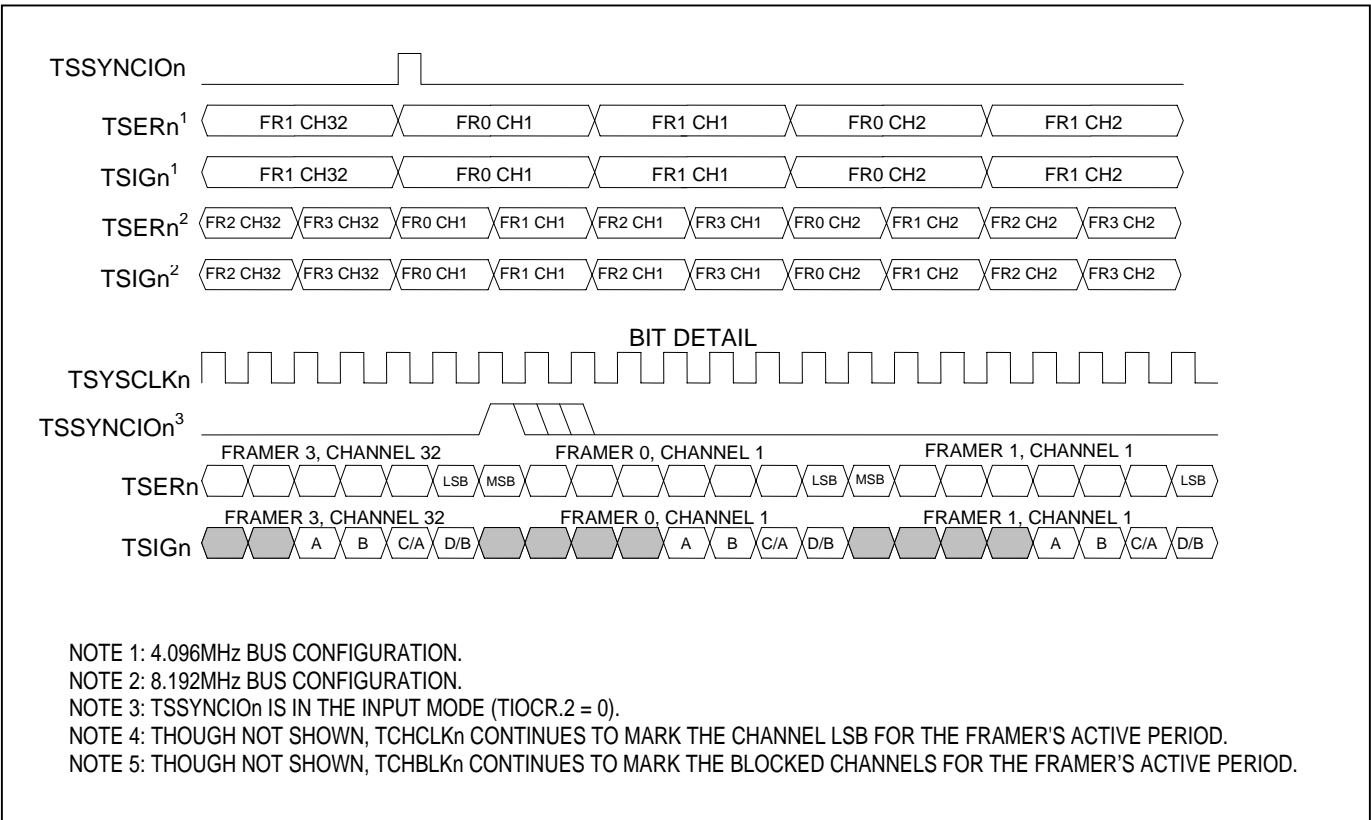 TSSYNCIOn
TSERn1 FR1 CH32 FR0 CH1 FR1 CH1 FR0 CH2 FR1 CH2
TSIGn1 FR1 CH32 FR0 CH1 FR1 CH1 FR0 CH2 FR1 CH2
TSERn2 FR2 CH32 FR3 CH32 FR0 CH1 FR1 CH1 FR2 CH1 FR3 CH1 FR0 CH2 FR1 CH2 FR2 CH2 FR3 CH2
TSIGn2 FR2 CH32 FR3 CH32 FR0 CH1 FR1 CH1 FR2 CH1 FR3 CH1 FR0 CH2 FR1 CH2 FR2 CH2 FR3 CH2
BIT DETAIL
TSYSCLKn
TSSYNCIOn3
FRAMER 3, CHANNEL 32 FRAMER 0, CHANNEL 1 FRAMER 1, CHANNEL 1
TSERn LSB MSB LSB MSB LSB
FRAMER 3, CHANNEL 32 FRAMER 0, CHANNEL 1 FRAMER 1, CHANNEL 1
TSIGn A B C/A D/B A B C/A D/B A B C/A D/B
NOTE 1: 4.096MHz BUS CONFIGURATION.
NOTE 2: 8.192MHz BUS CONFIGURATION.
NOTE 3: TSSYNCIOn IS IN THE INPUT MODE (TIOCR.2 = 0).
NOTE 4: THOUGH NOT SHOWN, TCHCLKn CONTINUES TO MARK THE CHANNEL LSB FOR THE FRAMER'S ACTIVE PERIOD.
NOTE 5: THOUGH NOT SHOWN, TCHBLKn CONTINUES TO MARK THE BLOCKED CHANNELS FOR THE FRAMER'S ACTIVE PERIOD.